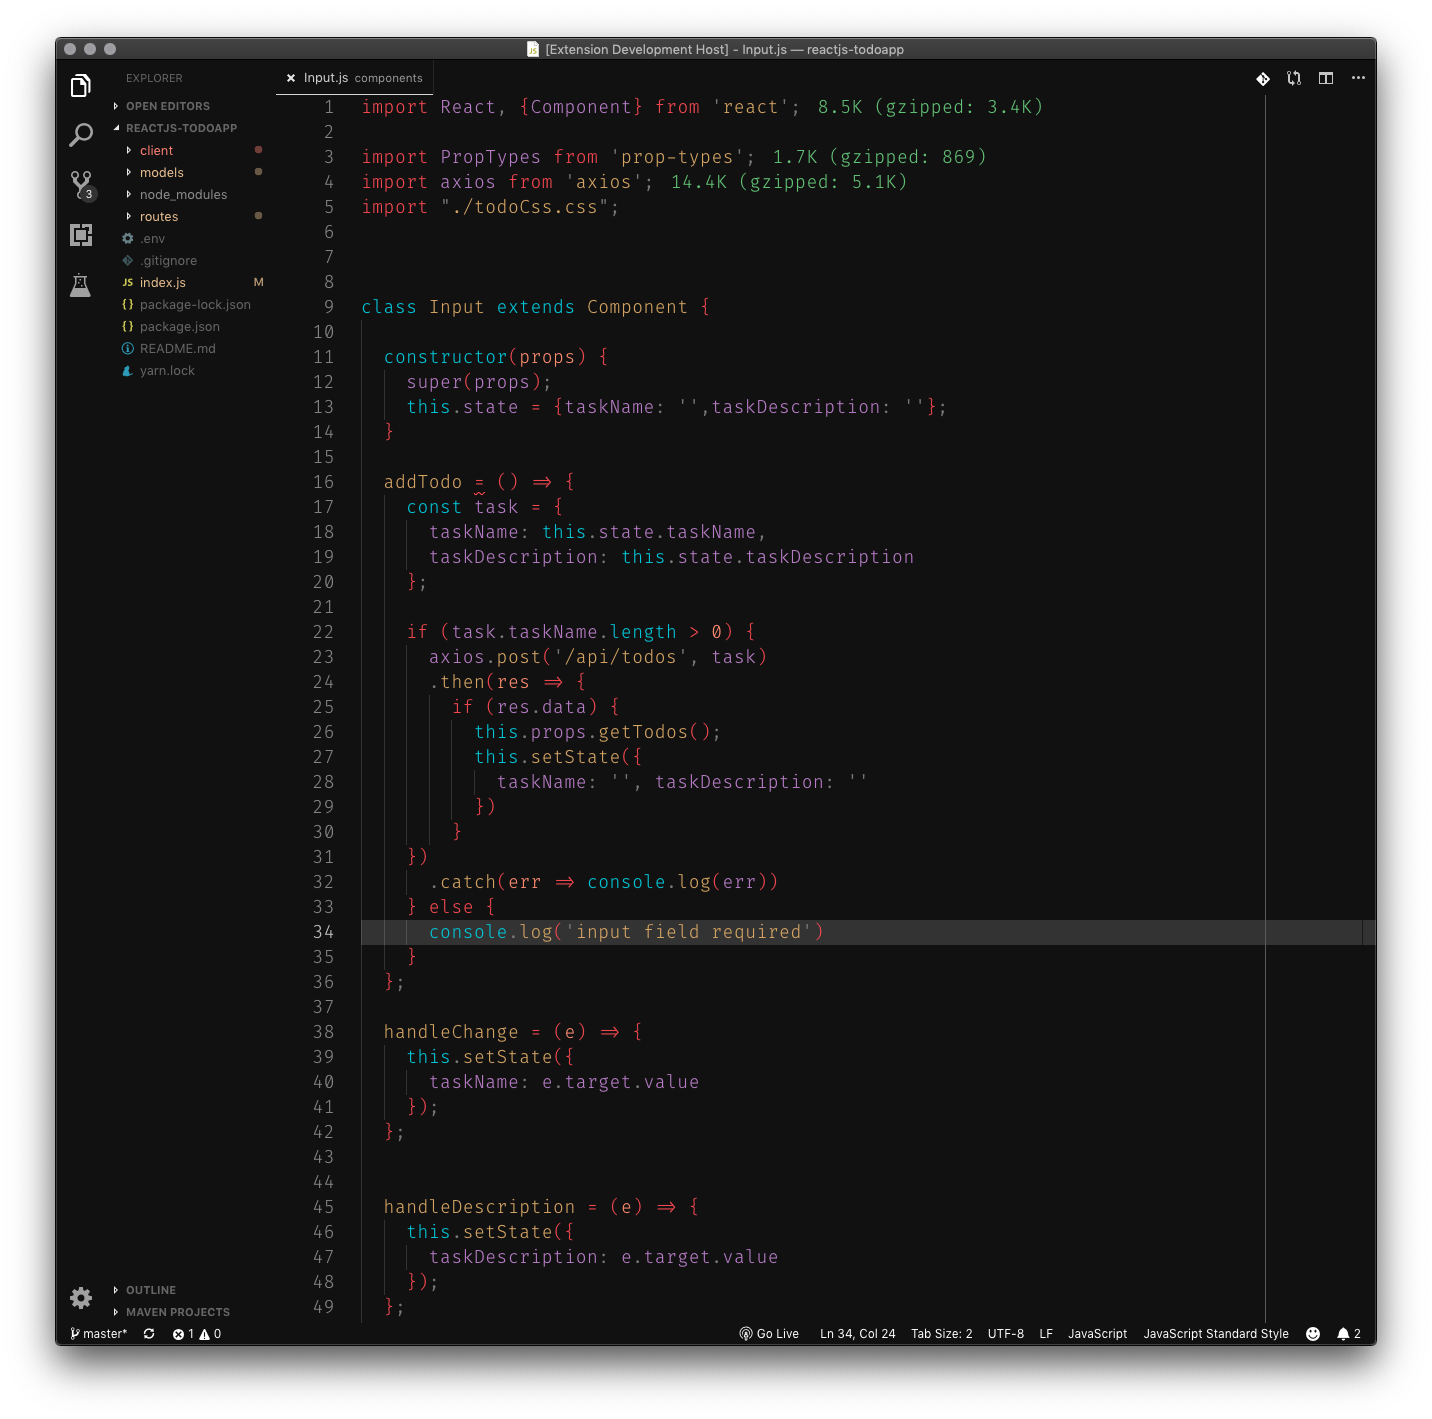 [Extension Development Host] - Input.js — reactjs-todoapp
EXPLORER
OPEN EDITORS
REACTJS-TODOAPP
client
models
node_modules
routes
.env
.gitignore
JS index.js M
{} package-lock.json
{} package.json
README.md
yarn.lock
OUTLINE
MAVEN PROJECTS
3
× Input.js components
1 import React, {Component} from 'react'; 8.5K (gzipped: 3.4K)
2
3 import PropTypes from 'prop-types'; 1.7K (gzipped: 869)
4 import axios from 'axios'; 14.4K (gzipped: 5.1K)
5 import "./todoCss.css";
6
7
8
9 class Input extends Component {
10
11 constructor(props) {
12 super(props);
13 this.state = {taskName: '',taskDescription: ''};
14 }
15
16 addTodo = () => {
17 const task = {
18 taskName: this.state.taskName,
19 taskDescription: this.state.taskDescription
20 };
21
22 if (task.taskName.length > 0) {
23 axios.post('/api/todos', task)
24 .then(res => {
25 if (res.data) {
26 this.props.getTodos();
27 this.setState({
28 taskName: '', taskDescription: ''
29 })
30 }
31 })
32 .catch(err => console.log(err))
33 } else {
34 console.log('input field required')
35 }
36 };
37
38 handleChange = (e) => {
39 this.setState({
40 taskName: e.target.value
41 });
42 };
43
44
45 handleDescription = (e) => {
46 this.setState({
47 taskDescription: e.target.value
48 });
49 };
master* 1 0 Go Live Ln 34, Col 24 Tab Size: 2 UTF-8 LF JavaScript JavaScript Standard Style 2